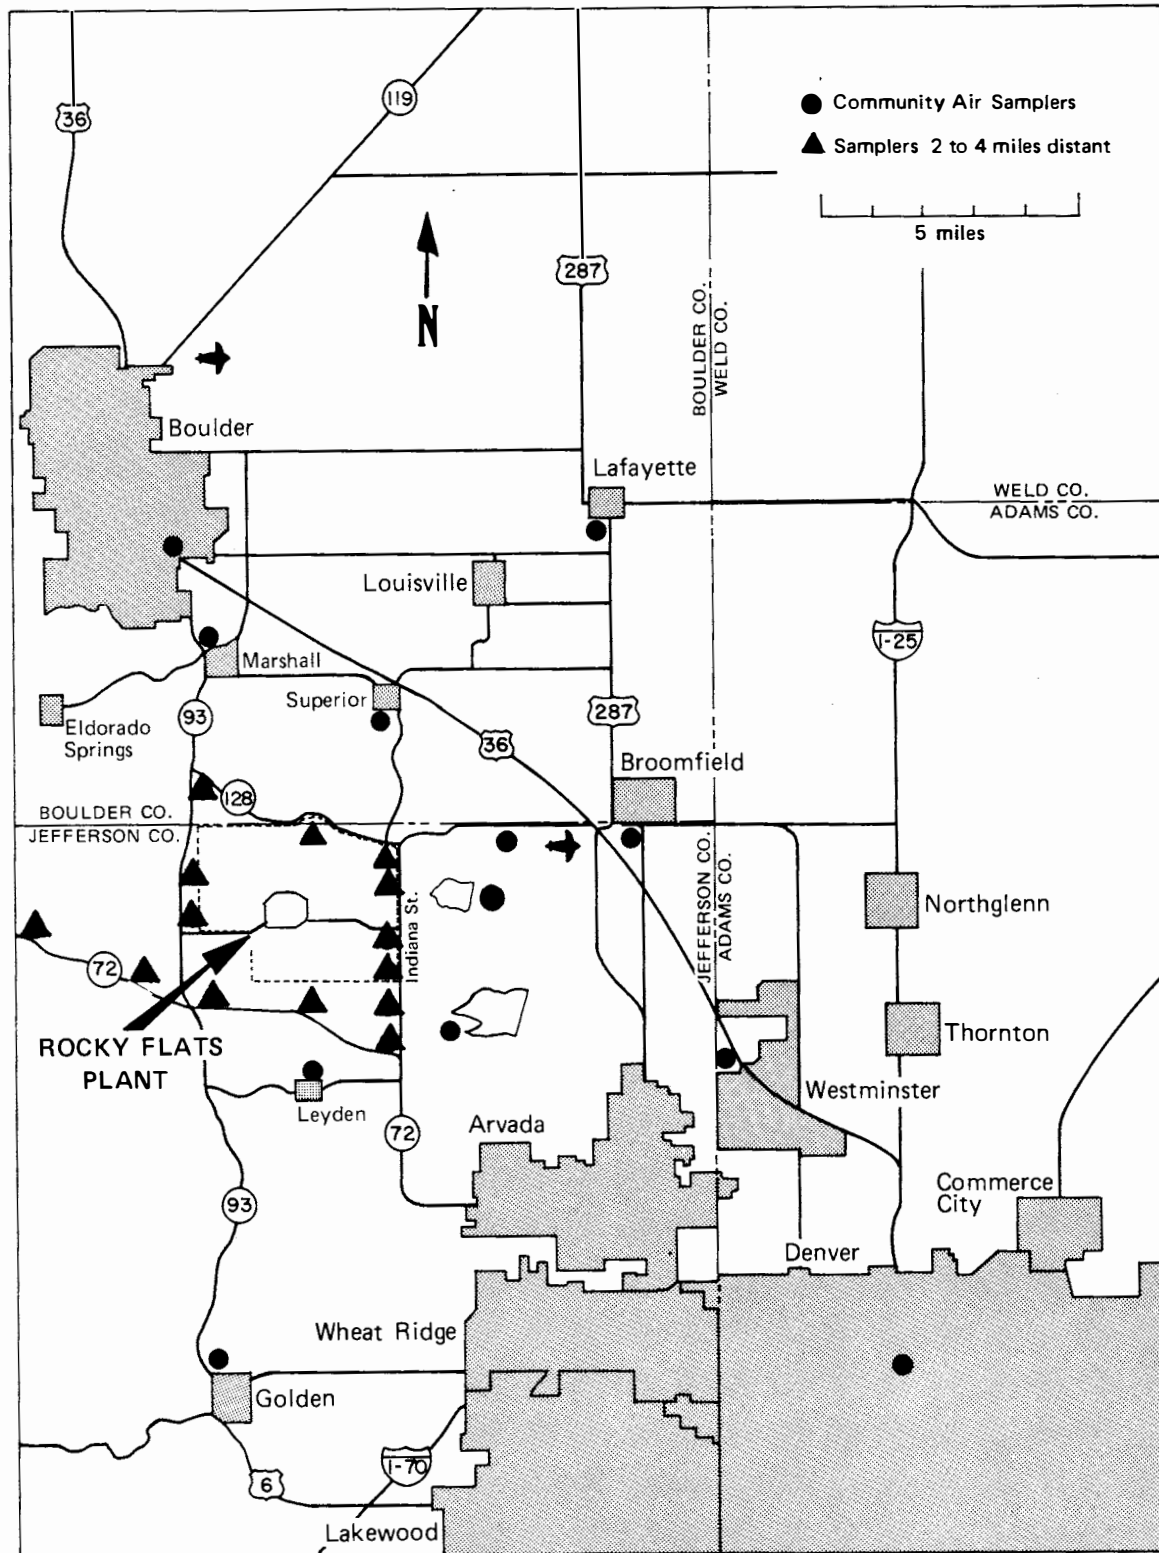 36
119
Community Air Samplers
Samplers 2 to 4 miles distant
5 miles
N
287
BOULDER CO.
WELD CO.
Boulder
Lafayette
WELD CO.
ADAMS CO.
Louisville
I-25
Marshall
Superior
Eldorado
Springs
93
287
36
Broomfield
128
BOULDER CO.
JEFFERSON CO.
JEFFERSON CO.
ADAMS CO.
Indiana St.
Northglenn
72
ROCKY FLATS
PLANT
Thornton
Leyden
Westminster
Arvada
72
Commerce
City
93
Denver
Wheat Ridge
Golden
I-70
6
Lakewood